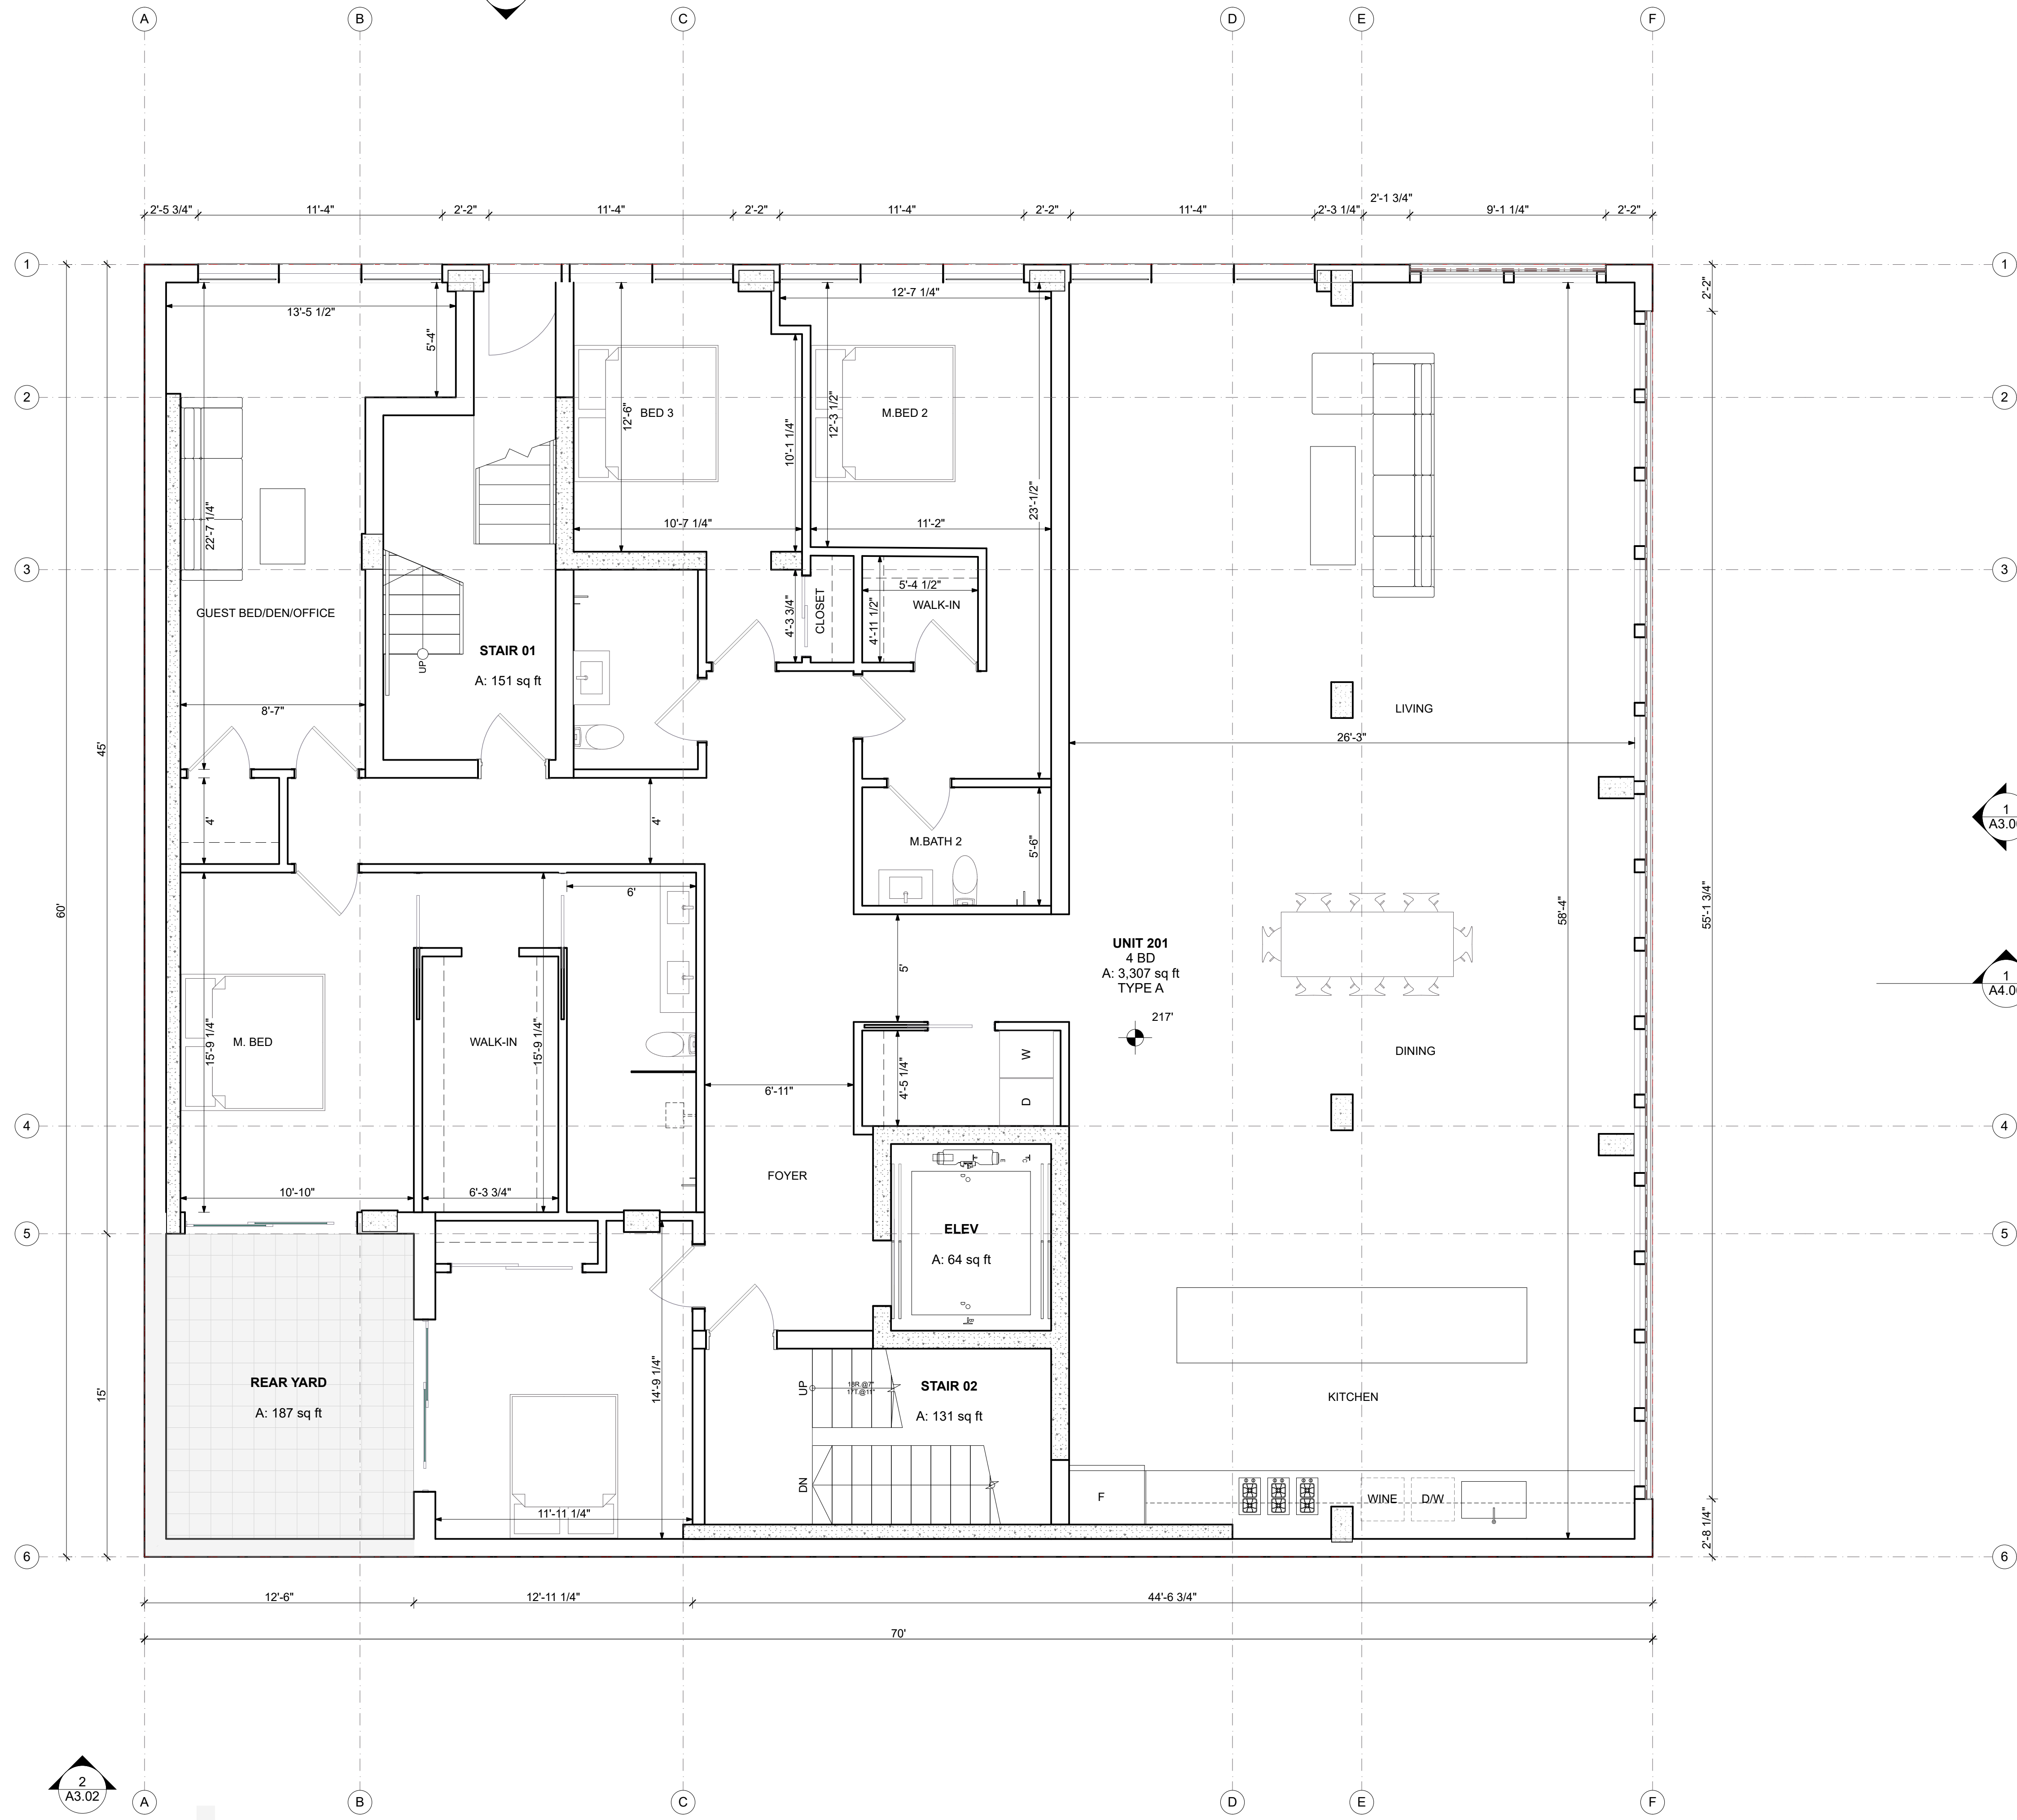 A B C D E F
2'-1 3/4"
2'-5 3/4" 11'-4" 2'-2" 11'-4" 2'-2" 11'-4" 2'-2" 11'-4" 2'-3 1/4" 9'-1 1/4" 2'-2"
1 1
2'-2"
12'-7 1/4"
13'-5 1/2"
5'-4"
2 2
BED 3 M.BED 2
12'-6"
12'-3 1/2"
10'-1 1/4"
23'-1/2"
22'-7 1/4"
10'-7 1/4" 11'-2"
3 3
5'-4 1/2"
WALK-IN
CLOSET
4'-3 3/4"
4'-11 1/2"
GUEST BED/DEN/OFFICE
STAIR 01
UP
A: 151 sq ft
8'-7"
LIVING
26'-3"
45'
4'
4'
1
A3.0
M.BATH 2
5'-6"
6'
60'
58'-4"
55'-1 3/4"
UNIT 201
4 BD
A: 3,307 sq ft
TYPE A
217'
5'
1
A4.0
M. BED
15'-9 1/4"
WALK-IN
15'-9 1/4"
W
D
4'-5 1/4"
DINING
6'-11"
4 4
FOYER
10'-10" 6'-3 3/4"
ELEV
A: 64 sq ft
5 5
REAR YARD
A: 187 sq ft
15'
14'-9 1/4"
UP
18R.@7"
17T.@11"
STAIR 02
A: 131 sq ft
DN
KITCHEN
F
WINE D/W
11'-11 1/4"
2'-8 1/4"
6 6
12'-6" 12'-11 1/4" 44'-6 3/4"
70'
2
A3.02
A B C D E F